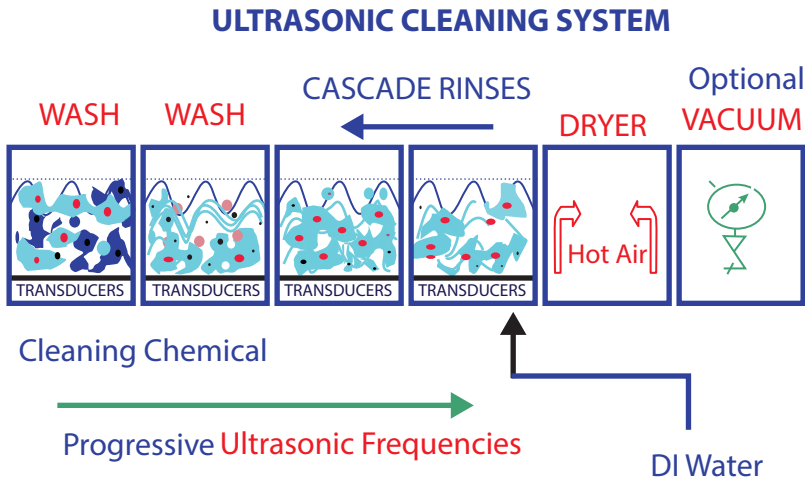 ULTRASONIC CLEANING SYSTEM
WASH
WASH
CASCADE RINSES
DRYER
Optional
VACUUM
Hot Air
TRANSDUCERS
TRANSDUCERS
TRANSDUCERS
TRANSDUCERS
Cleaning Chemical
Progressive Ultrasonic Frequencies
DI Water